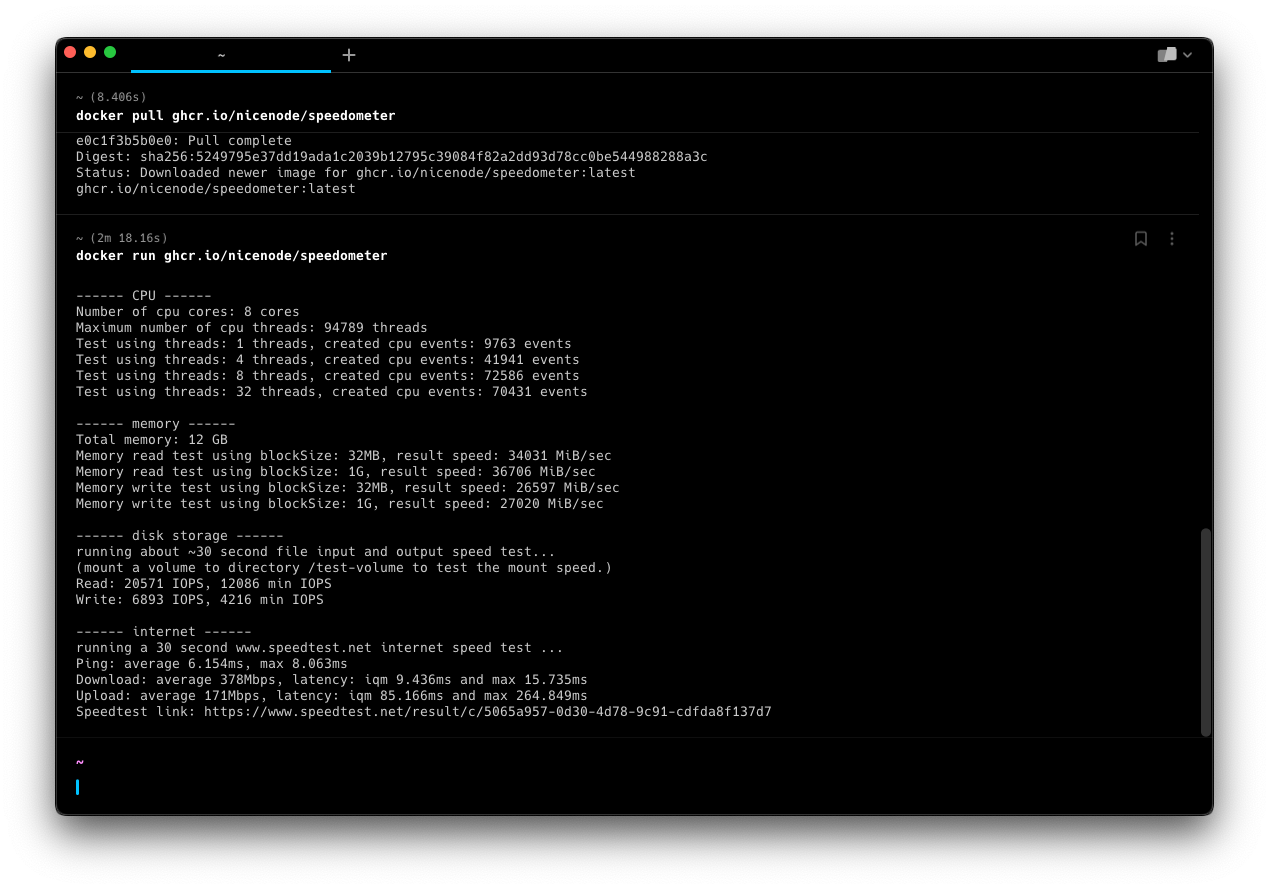 ~
~ (8.406s)
docker pull ghcr.io/nicenode/speedometer
e0c1f3b5b0e0: Pull complete
Digest: sha256:5249795e37dd19ada1c2039b12795c39084f82a2dd93d78cc0be544988288a3c
Status: Downloaded newer image for ghcr.io/nicenode/speedometer:latest
ghcr.io/nicenode/speedometer:latest
~ (2m 18.16s)
docker run ghcr.io/nicenode/speedometer
------ CPU ------
Number of cpu cores: 8 cores
Maximum number of cpu threads: 94789 threads
Test using threads: 1 threads, created cpu events: 9763 events
Test using threads: 4 threads, created cpu events: 41941 events
Test using threads: 8 threads, created cpu events: 72586 events
Test using threads: 32 threads, created cpu events: 70431 events
------ memory ------
Total memory: 12 GB
Memory read test using blockSize: 32MB, result speed: 34031 MiB/sec
Memory read test using blockSize: 1G, result speed: 36706 MiB/sec
Memory write test using blockSize: 32MB, result speed: 26597 MiB/sec
Memory write test using blockSize: 1G, result speed: 27020 MiB/sec
------ disk storage ------
running about ~30 second file input and output speed test...
(mount a volume to directory /test-volume to test the mount speed.)
Read: 20571 IOPS, 12086 min IOPS
Write: 6893 IOPS, 4216 min IOPS
------ internet ------
running a 30 second www.speedtest.net internet speed test ...
Ping: average 6.154ms, max 8.063ms
Download: average 378Mbps, latency: iqm 9.436ms and max 15.735ms
Upload: average 171Mbps, latency: iqm 85.166ms and max 264.849ms
Speedtest link: https://www.speedtest.net/result/c/5065a957-0d30-4d78-9c91-cdfda8f137d7
~